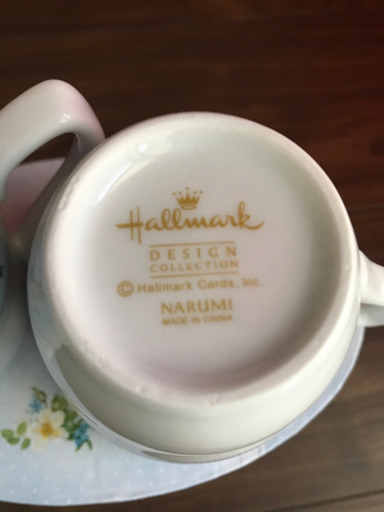 Hallmark
DESIGN
COLLECTION
© Hallmark Cards, Inc.
NARUMI
MADE IN CHINA